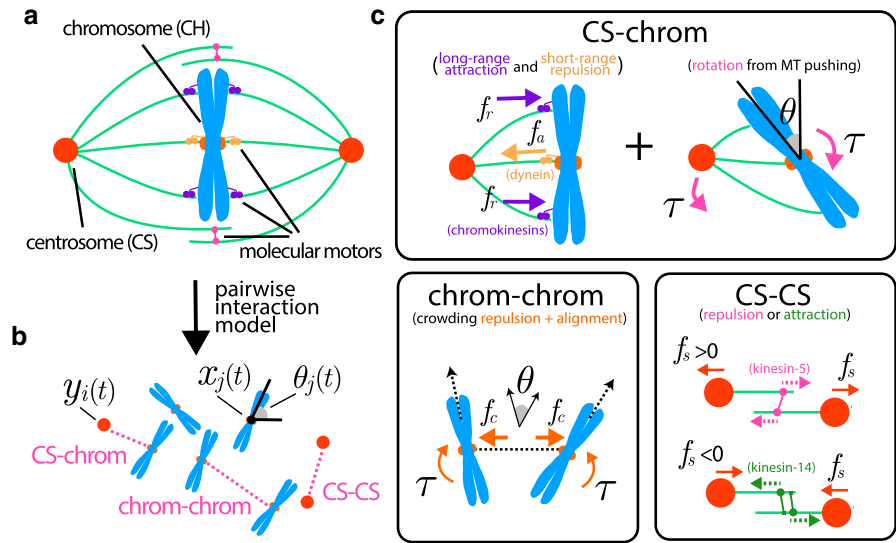 a
chromosome (CH)
centrosome (CS)
molecular motors
pairwise
interaction
model
b
y_i(t)
x_j(t)
θ_j(t)
CS-chrom
chrom-chrom
CS-CS
c
CS-chrom
(long-range attraction and short-range repulsion)
f_r
f_a
(dynein)
f_r
(chromokinesins)
+
(rotation from MT pushing)
θ
τ
τ
chrom-chrom
(crowding repulsion + alignment)
θ
f_c
f_c
τ
τ
CS-CS
(repulsion or attraction)
f_s >0
(kinesin-5)
f_s
f_s <0
(kinesin-14)
f_s